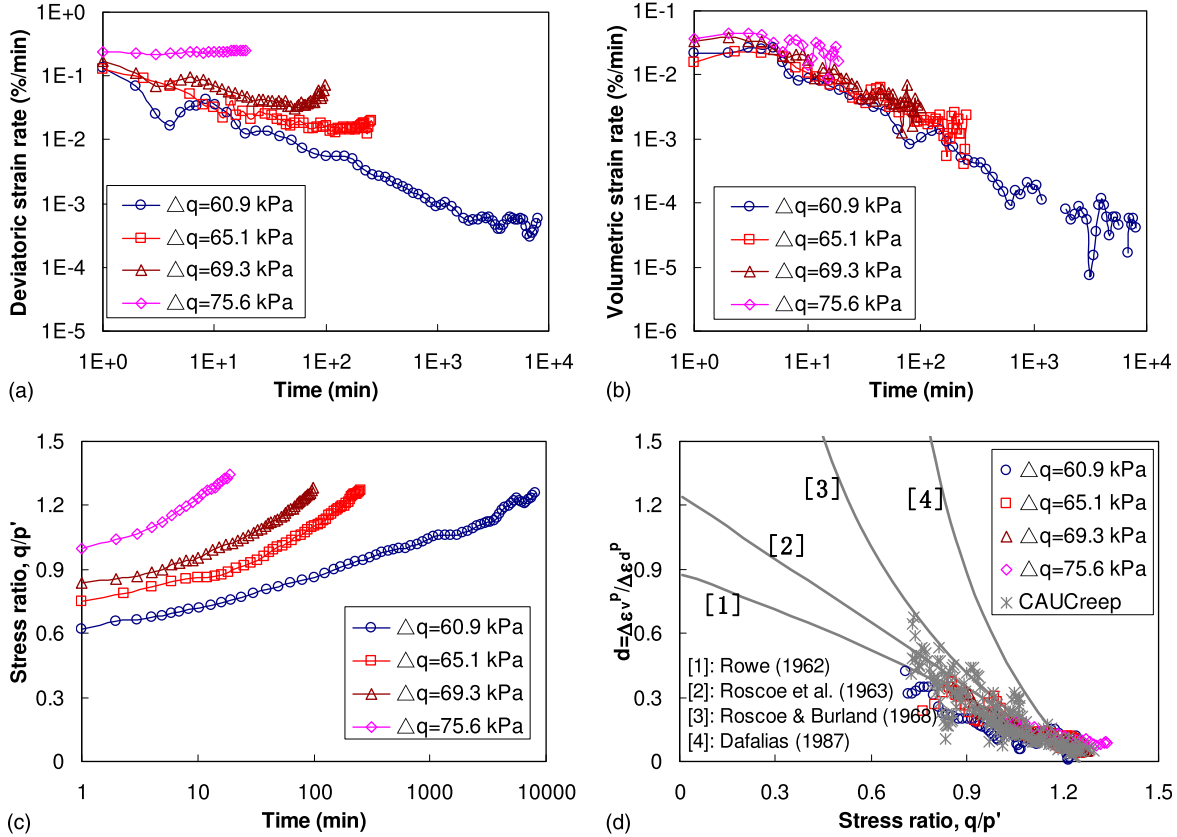 1E+0
1E-1
1E-2
1E-3
1E-4
1E-5
Deviatoric strain rate (%/min)
△q=60.9 kPa
△q=65.1 kPa
△q=69.3 kPa
△q=75.6 kPa
1E+0 1E+1 1E+2 1E+3 1E+4
Time (min)
(a)
1E-1
1E-2
1E-3
1E-4
1E-5
1E-6
Volumetric strain rate (%/min)
△q=60.9 kPa
△q=65.1 kPa
△q=69.3 kPa
△q=75.6 kPa
1E+0 1E+1 1E+2 1E+3 1E+4
Time (min)
(b)
1.5
1.2
0.9
0.6
0.3
0
Stress ratio, q/p'
△q=60.9 kPa
△q=65.1 kPa
△q=69.3 kPa
△q=75.6 kPa
1 10 100 1000 10000
Time (min)
(c)
1.5
1.2
0.9
0.6
0.3
0
d=Δεvᵖ/Δεdᵖ
△q=60.9 kPa
△q=65.1 kPa
△q=69.3 kPa
△q=75.6 kPa
CAUCreep
[3]
[4]
[2]
[1]
[1]: Rowe (1962)
[2]: Roscoe et al. (1963)
[3]: Roscoe & Burland (1968)
[4]: Dafalias (1987)
0 0.3 0.6 0.9 1.2 1.5
Stress ratio, q/p'
(d)